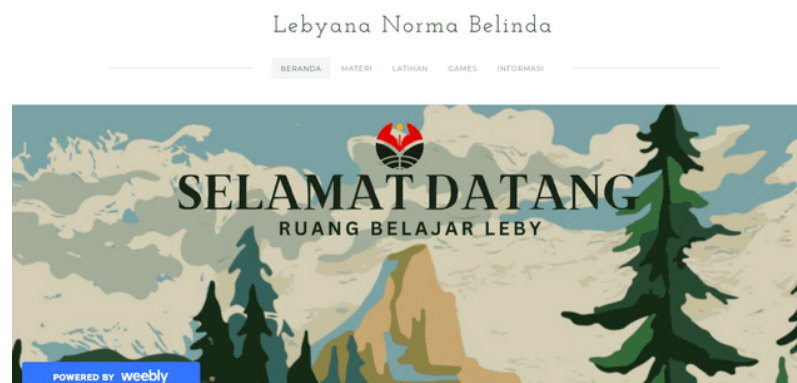 Lebyana Norma Belinda
BERANDA MATERI LATIHAN GAMES INFORMASI
SELAMAT DATANG
RUANG BELAJAR LEBY
POWERED BY weebly